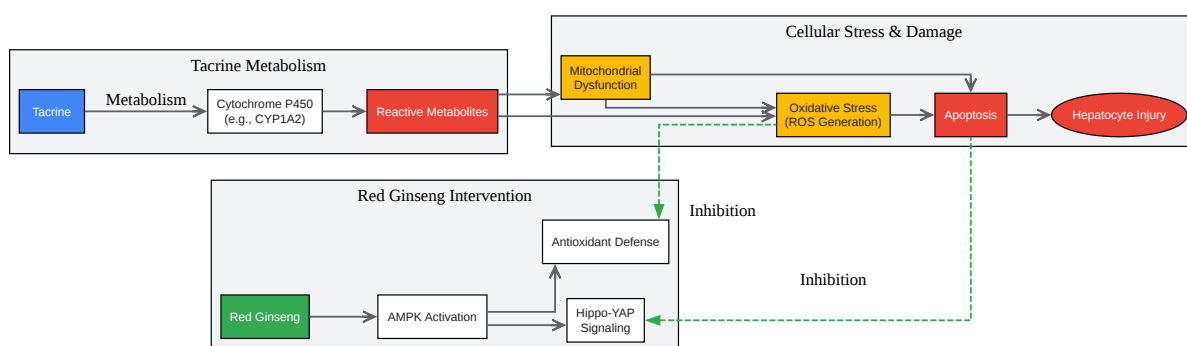 Cellular Stress & Damage
Tacrine Metabolism
Mitochondrial
Dysfunction
Tacrine
Metabolism
Cytochrome P450
(e.g., CYP1A2)
Reactive Metabolites
Oxidative Stress
(ROS Generation)
Apoptosis
Hepatocyte Injury
Red Ginseng Intervention
Inhibition
Antioxidant Defense
Inhibition
Red Ginseng
AMPK Activation
Hippo-YAP
Signaling